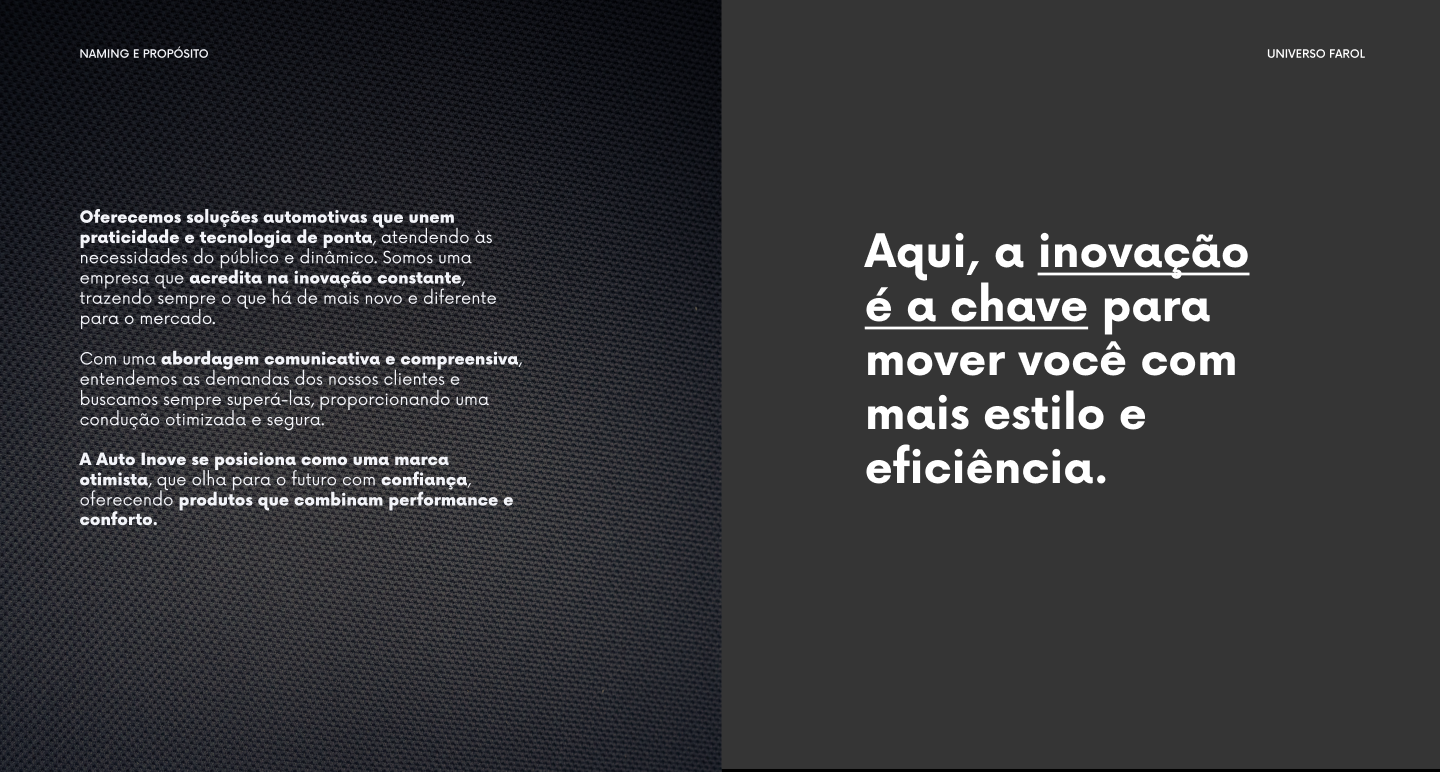 NAMING E PROPÓSITO
UNIVERSO FAROL
Oferecemos soluções automotivas que unem
praticidade e tecnologia de ponta, atendendo às
necessidades do público e dinâmico. Somos uma
empresa que acredita na inovação constante,
trazendo sempre o que há de mais novo e diferente
para o mercado.
Com uma abordagem comunicativa e compreensiva,
entendemos as demandas dos nossos clientes e
buscamos sempre superá-las, proporcionando uma
condução otimizada e segura.
A Auto Inove se posiciona como uma marca
otimista, que olha para o futuro com confiança,
oferecendo produtos que combinam performance e
conforto.
Aqui, a inovação
é a chave para
mover você com
mais estilo e
eficiência.